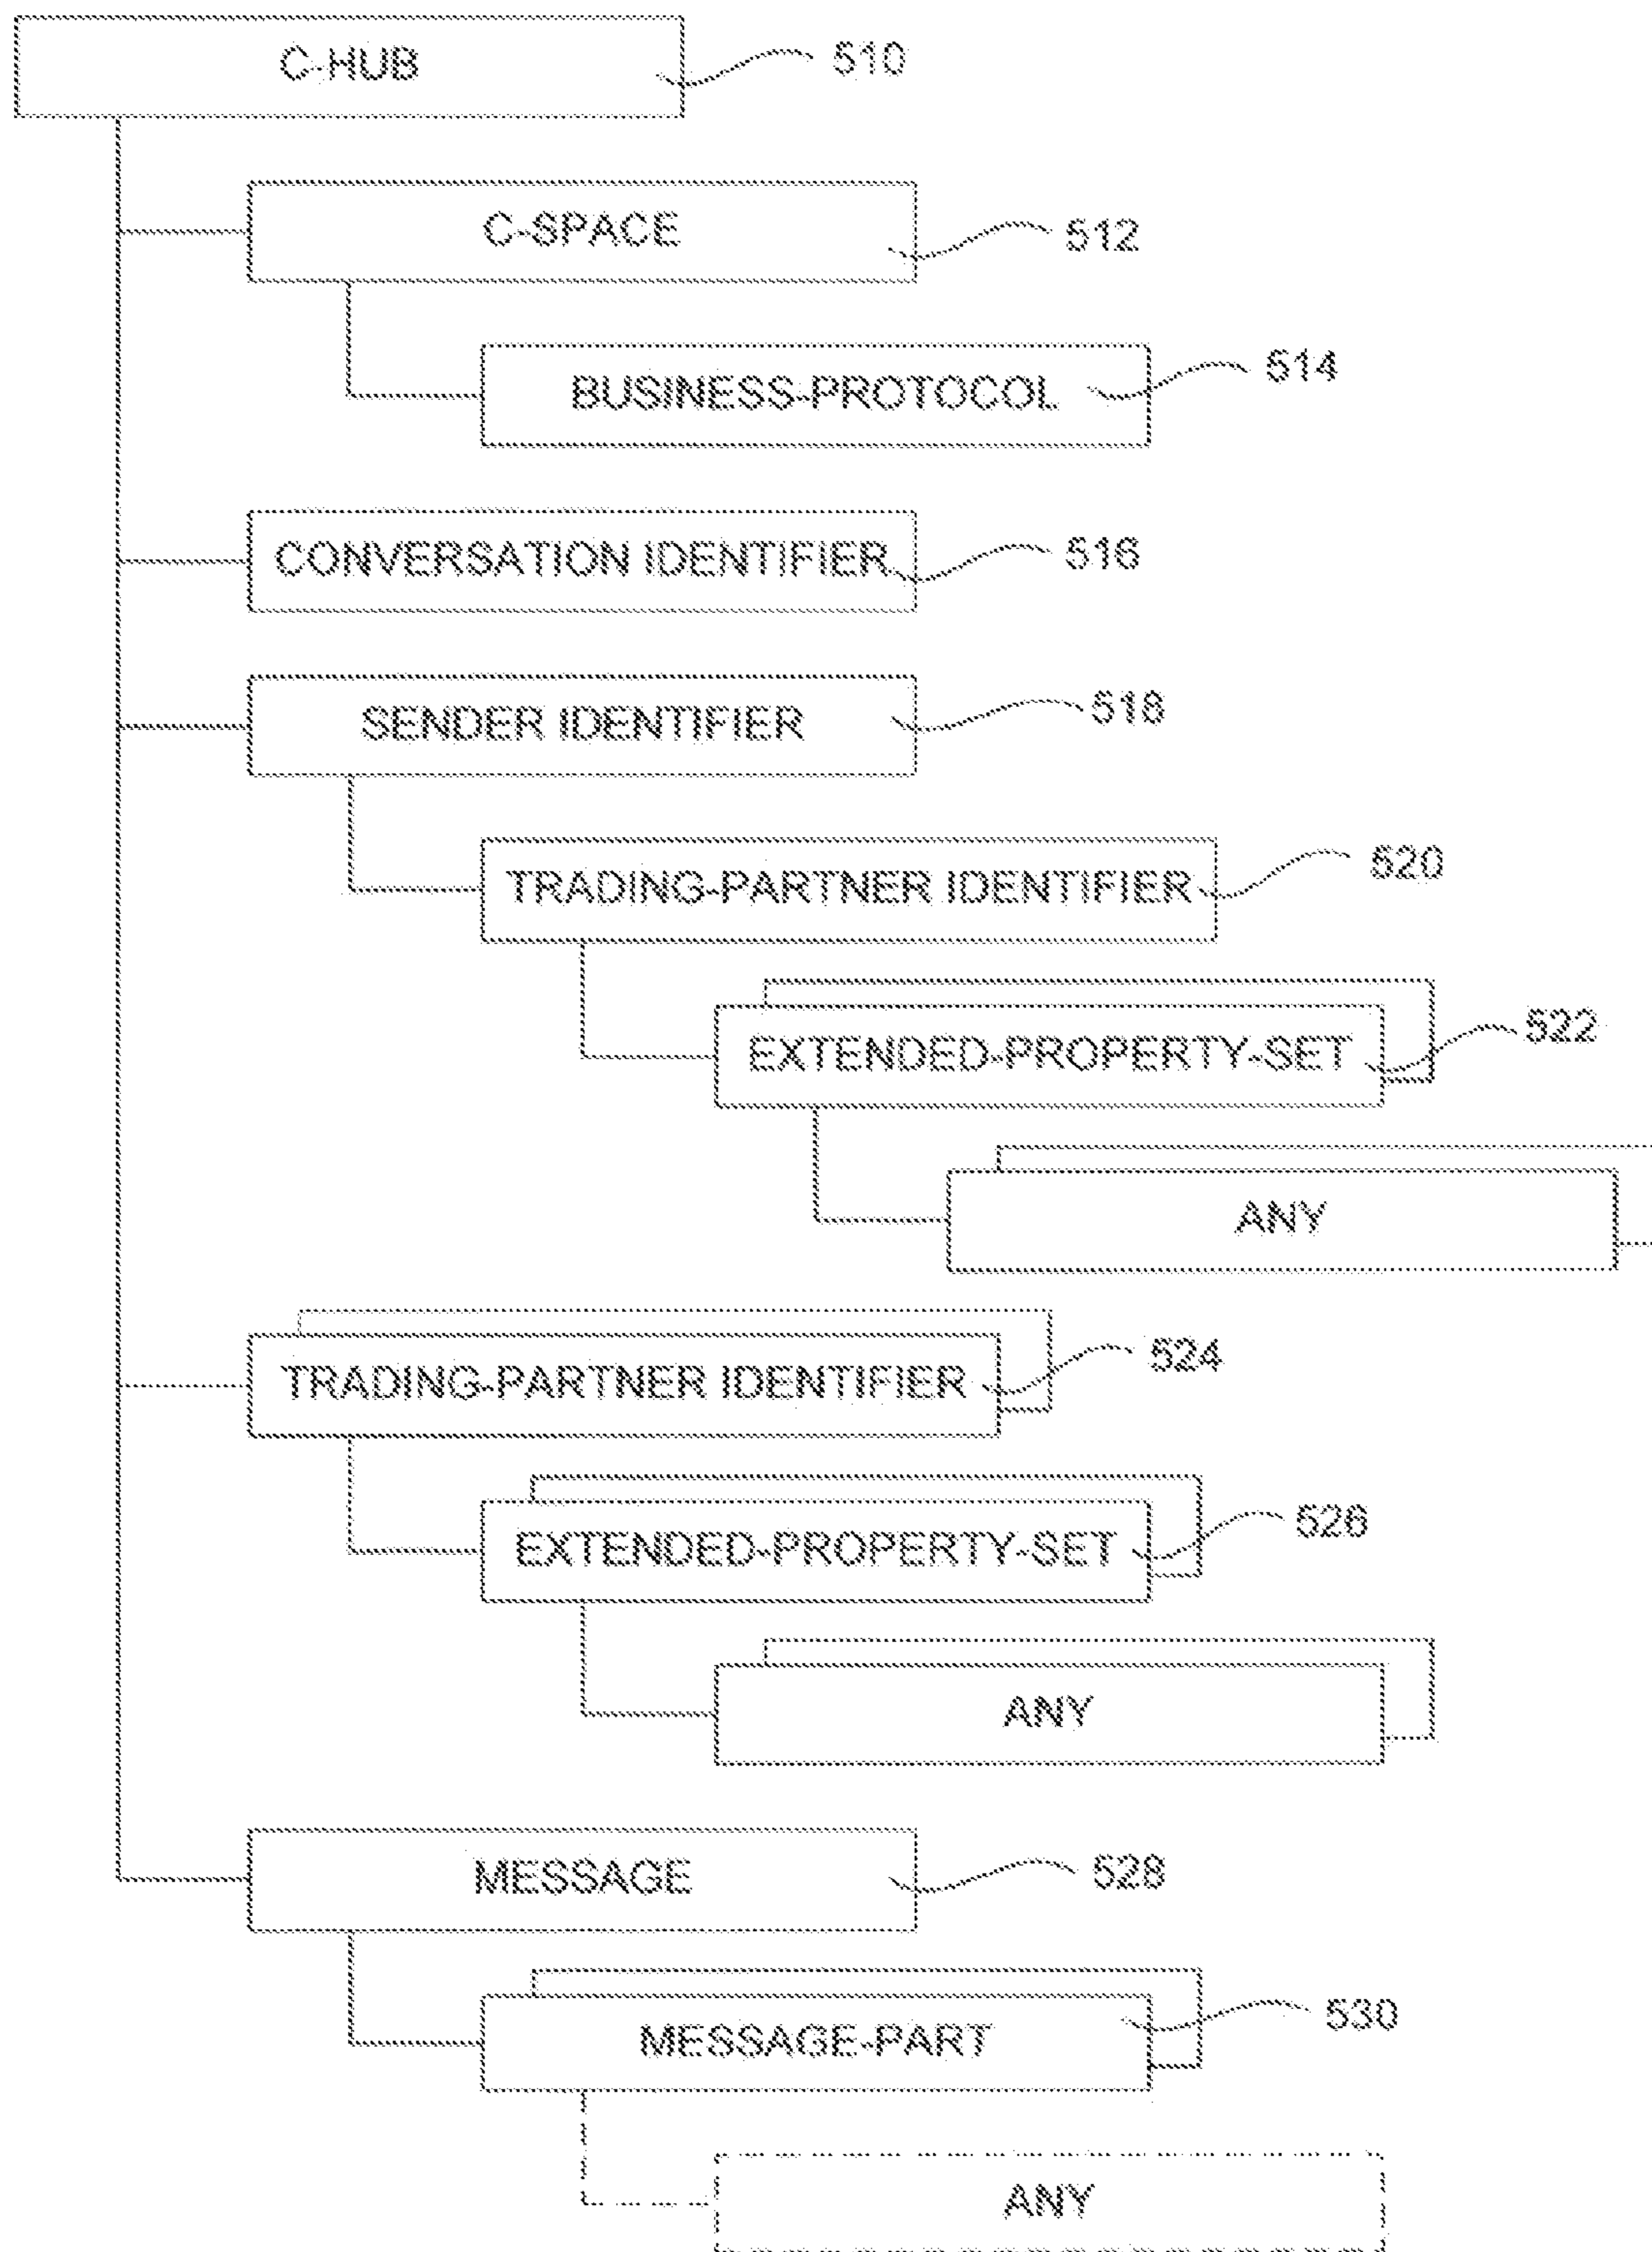 C-HUB 510
C-SPACE 512
BUSINESS-PROTOCOL 514
CONVERSATION IDENTIFIER 516
SENDER IDENTIFIER 518
TRADING-PARTNER IDENTIFIER 520
EXTENDED-PROPERTY-SET 522
ANY
TRADING-PARTNER IDENTIFIER 524
EXTENDED-PROPERTY-SET 526
ANY
MESSAGE 528
MESSAGE-PART 530
ANY